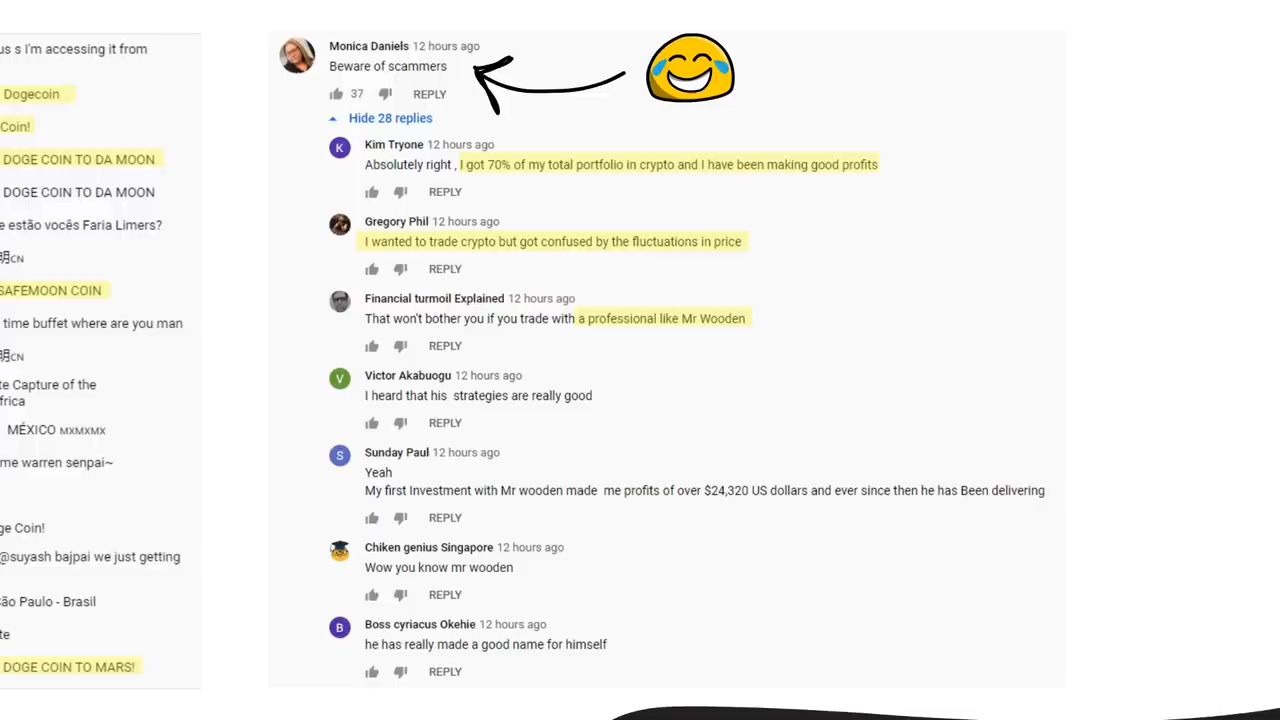 us s I'm accessing it from
Dogecoin
Coin!
DOGE COIN TO DA MOON
DOGE COIN TO DA MOON
e estão vocês Faria Limers?
明CN
SAFEMOON COIN
time buffet where are you man
明CN
te Capture of the
frica
MÉXICO MXMXMX
me warren senpai~
ge Coin!
@suyash bajpai we just getting
São Paulo - Brasil
te
DOGE COIN TO MARS!
Monica Daniels 12 hours ago
Beware of scammers
37 REPLY
Hide 28 replies
K
Kim Tryone 12 hours ago
Absolutely right , I got 70% of my total portfolio in crypto and I have been making good profits
REPLY
Gregory Phil 12 hours ago
I wanted to trade crypto but got confused by the fluctuations in price
REPLY
Financial turmoil Explained 12 hours ago
That won't bother you if you trade with a professional like Mr Wooden
REPLY
V
Victor Akabuogu 12 hours ago
I heard that his strategies are really good
REPLY
S
Sunday Paul 12 hours ago
Yeah
My first Investment with Mr wooden made me profits of over $24,320 US dollars and ever since then he has Been delivering
REPLY
Chiken genius Singapore 12 hours ago
Wow you know mr wooden
REPLY
B
Boss cyriacus Okehie 12 hours ago
he has really made a good name for himself
REPLY